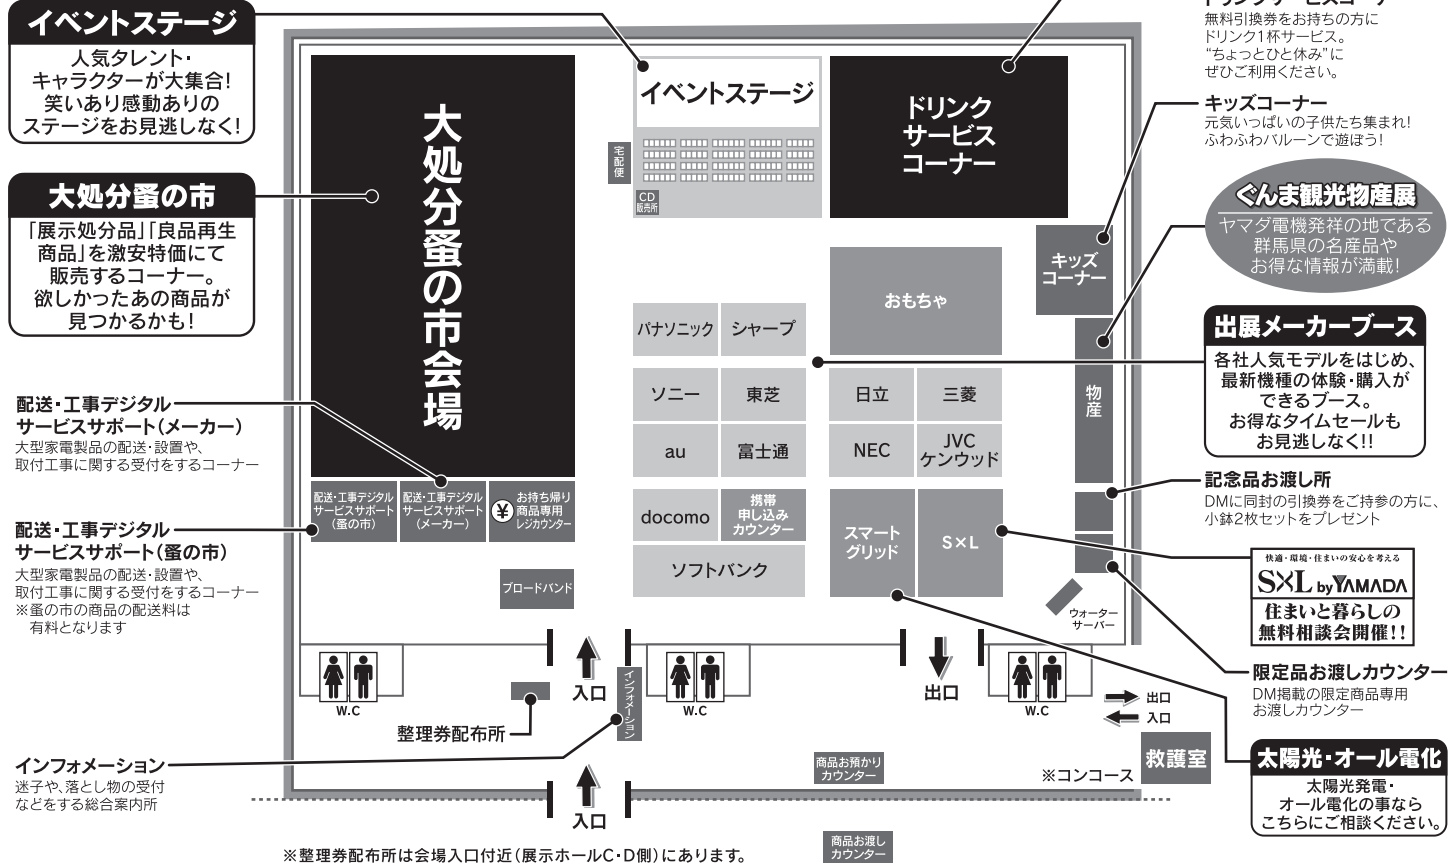 イベントステージ
人気タレント・
キャラクターが大集合!
笑いあり感動ありの
ステージをお見逃しなく!
大処分蚤の市
「展示処分品」「良品再生
商品」を激安特価にて
販売するコーナー。
欲しかったあの商品が
見つかるかも!
配送・工事デジタル
サービスサポート(メーカー)
大型家電製品の配送・設置や、
取付工事に関する受付をするコーナー
配送・工事デジタル
サービスサポート(蚤の市)
大型家電製品の配送・設置や、
取付工事に関する受付をするコーナー
※蚤の市の商品の配送料は
有料となります
インフォメーション
迷子や、落とし物の受付
などをする総合案内所
大処分蚤の市会場
イベントステージ
宅配便
CD
販売所
ドリンク
サービス
コーナー
キッズ
コーナー
おもちゃ
物産
パナソニック
シャープ
ソニー
東芝
日立
三菱
au
富士通
NEC
JVC
ケンウッド
docomo
携帯
申し込み
カウンター
ソフトバンク
スマート
グリッド
S×L
配送・工事デジタル
サービスサポート
(蚤の市)
配送・工事デジタル
サービスサポート
(メーカー)
¥
お持ち帰り
商品専用
レジカウンター
ブロードバンド
ウォーター
サーバー
W.C
入口
インフォメーション
W.C
出口
W.C
出口
入口
整理券配布所
商品お預かり
カウンター
※コンコース
救護室
入口
商品お渡し
カウンター
※整理券配布所は会場入口付近(展示ホールC・D側)にあります。
ドリンクサービスコーナー
無料引換券をお持ちの方に
ドリンク1杯サービス。
“ちょっとひと休み”に
ぜひご利用ください。
キッズコーナー
元気いっぱいの子供たち集まれ!
ふわふわバルーンで遊ぼう!
ぐんま観光物産展
ヤマダ電機発祥の地である
群馬県の名産品や
お得な情報が満載!
出展メーカーブース
各社人気モデルをはじめ、
最新機種の体験・購入が
できるブース。
お得なタイムセールも
お見逃しなく!!
記念品お渡し所
DMに同封の引換券をご持参の方に、
小鉢2枚セットをプレゼント
快適・環境・住まいの安心を考える
S×L by YAMADA
住まいと暮らしの
無料相談会開催!!
限定品お渡しカウンター
DM掲載の限定商品専用
お渡しカウンター
太陽光・オール電化
太陽光発電・
オール電化の事なら
こちらにご相談ください。